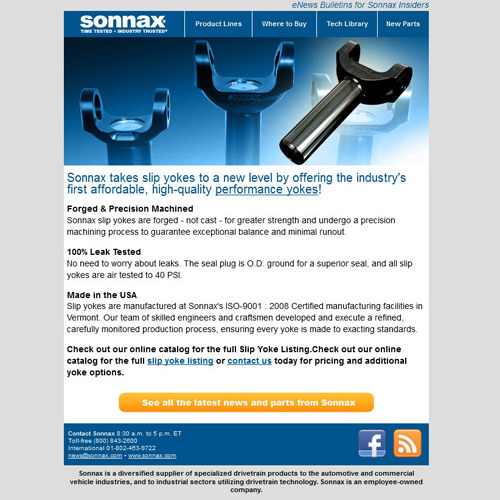 eNews Bulletins for Sonnax Insiders
sonnax®
TIME TESTED • INDUSTRY TRUSTED®
Product Lines
Where to Buy
Tech Library
New Parts
Sonnax takes slip yokes to a new level by offering the industry's
first affordable, high-quality performance yokes!
Forged & Precision Machined
Sonnax slip yokes are forged - not cast - for greater strength and undergo a precision
machining process to guarantee exceptional balance and minimal runout.
100% Leak Tested
No need to worry about leaks. The seal plug is O.D. ground for a superior seal, and all slip
yokes are air tested to 40 PSI.
Made in the USA
Slip yokes are manufactured at Sonnax's ISO-9001 : 2008 Certified manufacturing facilities in
Vermont. Our team of skilled engineers and craftsmen developed and execute a refined,
carefully monitored production process, ensuring every yoke is made to exacting standards.
Check out our online catalog for the full Slip Yoke Listing.Check out our online
catalog for the full slip yoke listing or contact us today for pricing and additional
yoke options.
See all the latest news and parts from Sonnax
Contact Sonnax 8:30 a.m. to 5 p.m. ET
Toll-free (800) 843-2600
International 01-802-463-9722
news@sonnax.com • www.sonnax.com
Sonnax is a diversified supplier of specialized drivetrain products to the automotive and commercial
vehicle industries, and to industrial sectors utilizing drivetrain technology. Sonnax is an employee-owned
company.